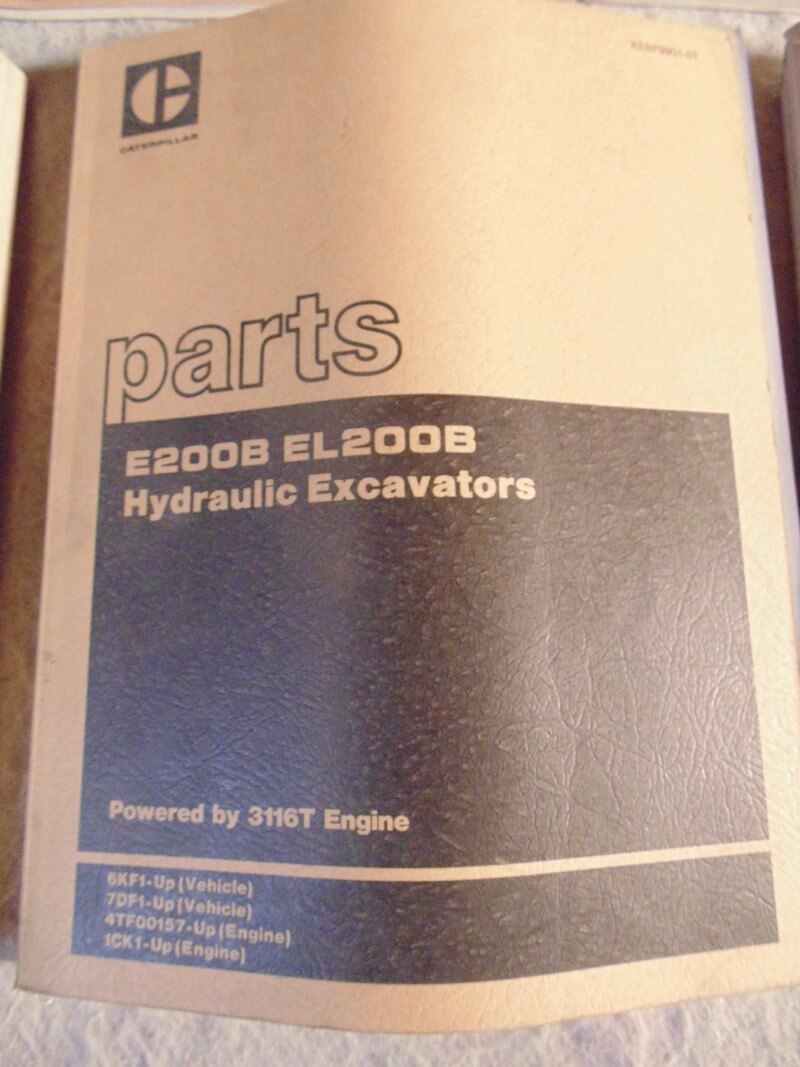 CATERPILLAR
parts
E200B EL200B
Hydraulic Excavators
Powered by 3116T Engine
6KF1-Up (Vehicle)
7DF1-Up (Vehicle)
4TF00157-Up (Engine)
1CK1-Up (Engine)